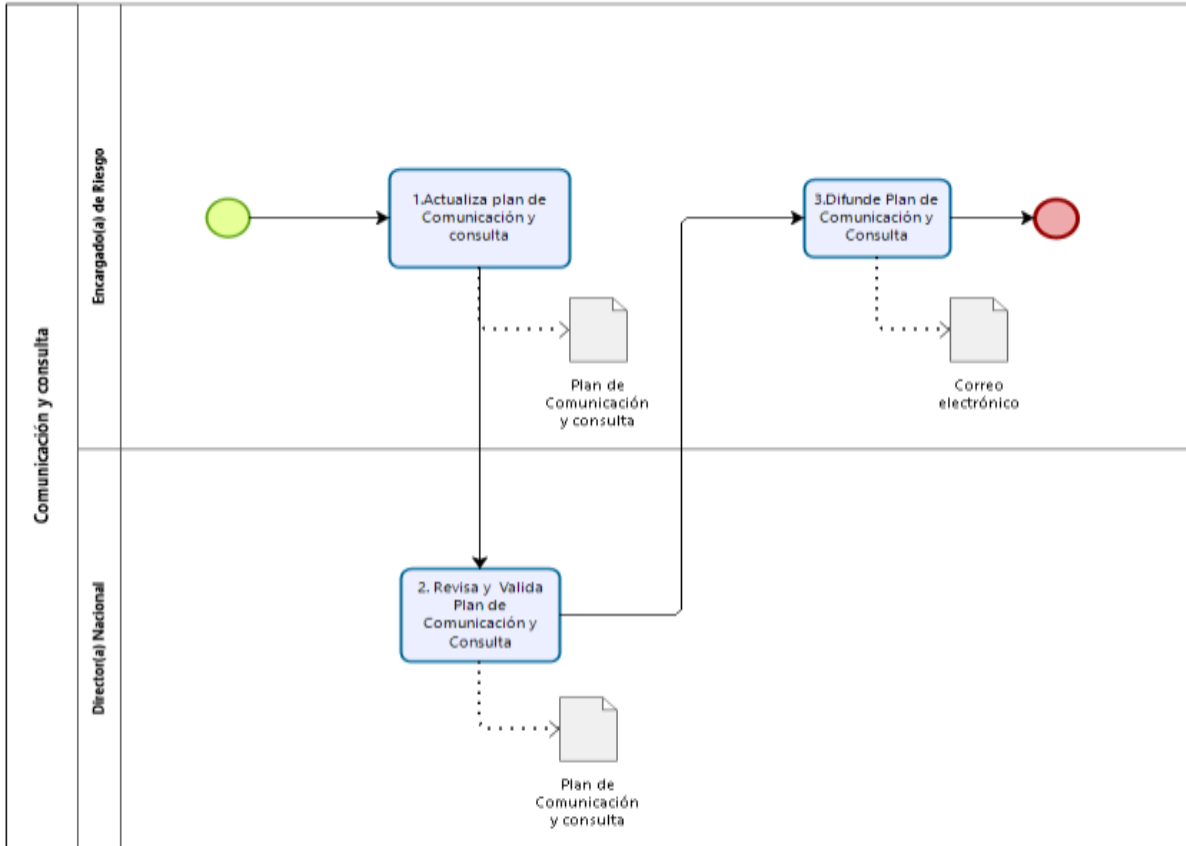 Comunicación y consulta
Encargado(a) de Riesgo
1.Actualiza plan de
Comunicación y
consulta
Plan de
Comunicación
y consulta
3.Difunde Plan de
Comunicación y
Consulta
Correo
electrónico
Director(a) Nacional
2. Revisa y Valida
Plan de
Comunicación y
Consulta
Plan de
Comunicación
y consulta